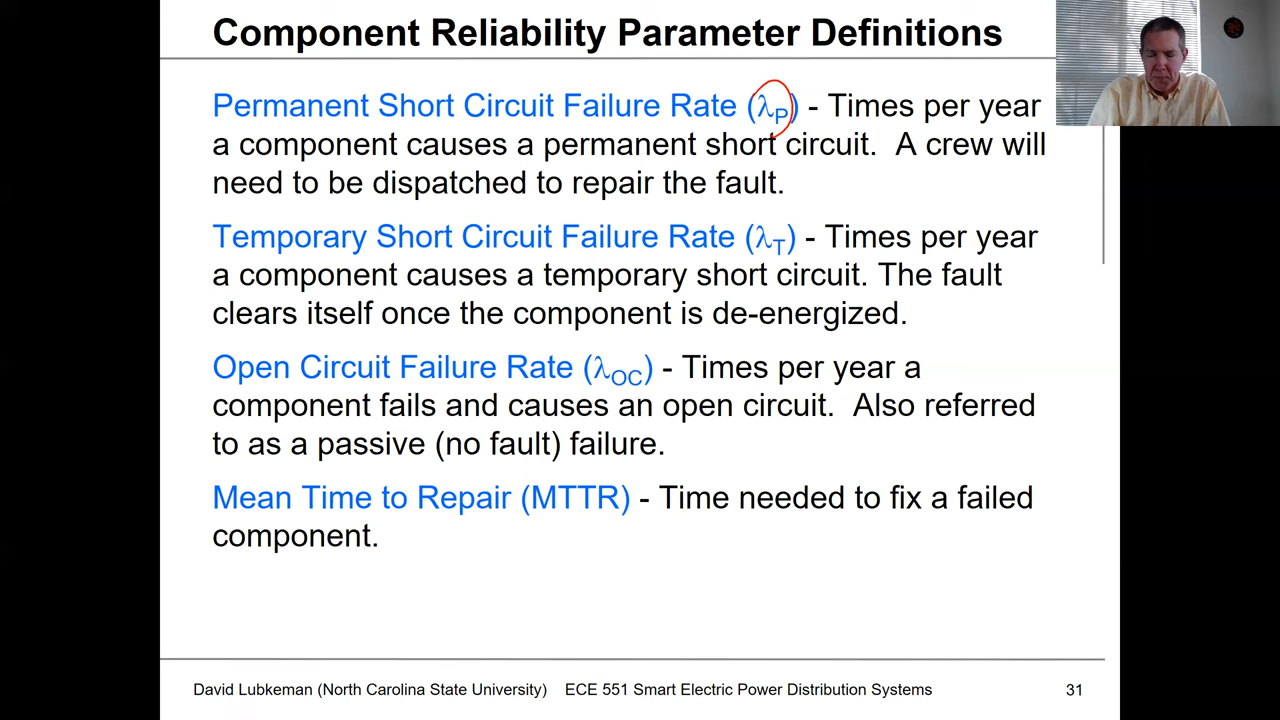 Component Reliability Parameter Definitions
Permanent Short Circuit Failure Rate (λP) - Times per year
a component causes a permanent short circuit.  A crew will
need to be dispatched to repair the fault.
Temporary Short Circuit Failure Rate (λT) - Times per year
a component causes a temporary short circuit. The fault
clears itself once the component is de-energized.
Open Circuit Failure Rate (λOC) - Times per year a
component fails and causes an open circuit.  Also referred
to as a passive (no fault) failure.
Mean Time to Repair (MTTR) - Time needed to fix a failed
component.
David Lubkeman (North Carolina State University) ECE 551 Smart Electric Power Distribution Systems 31